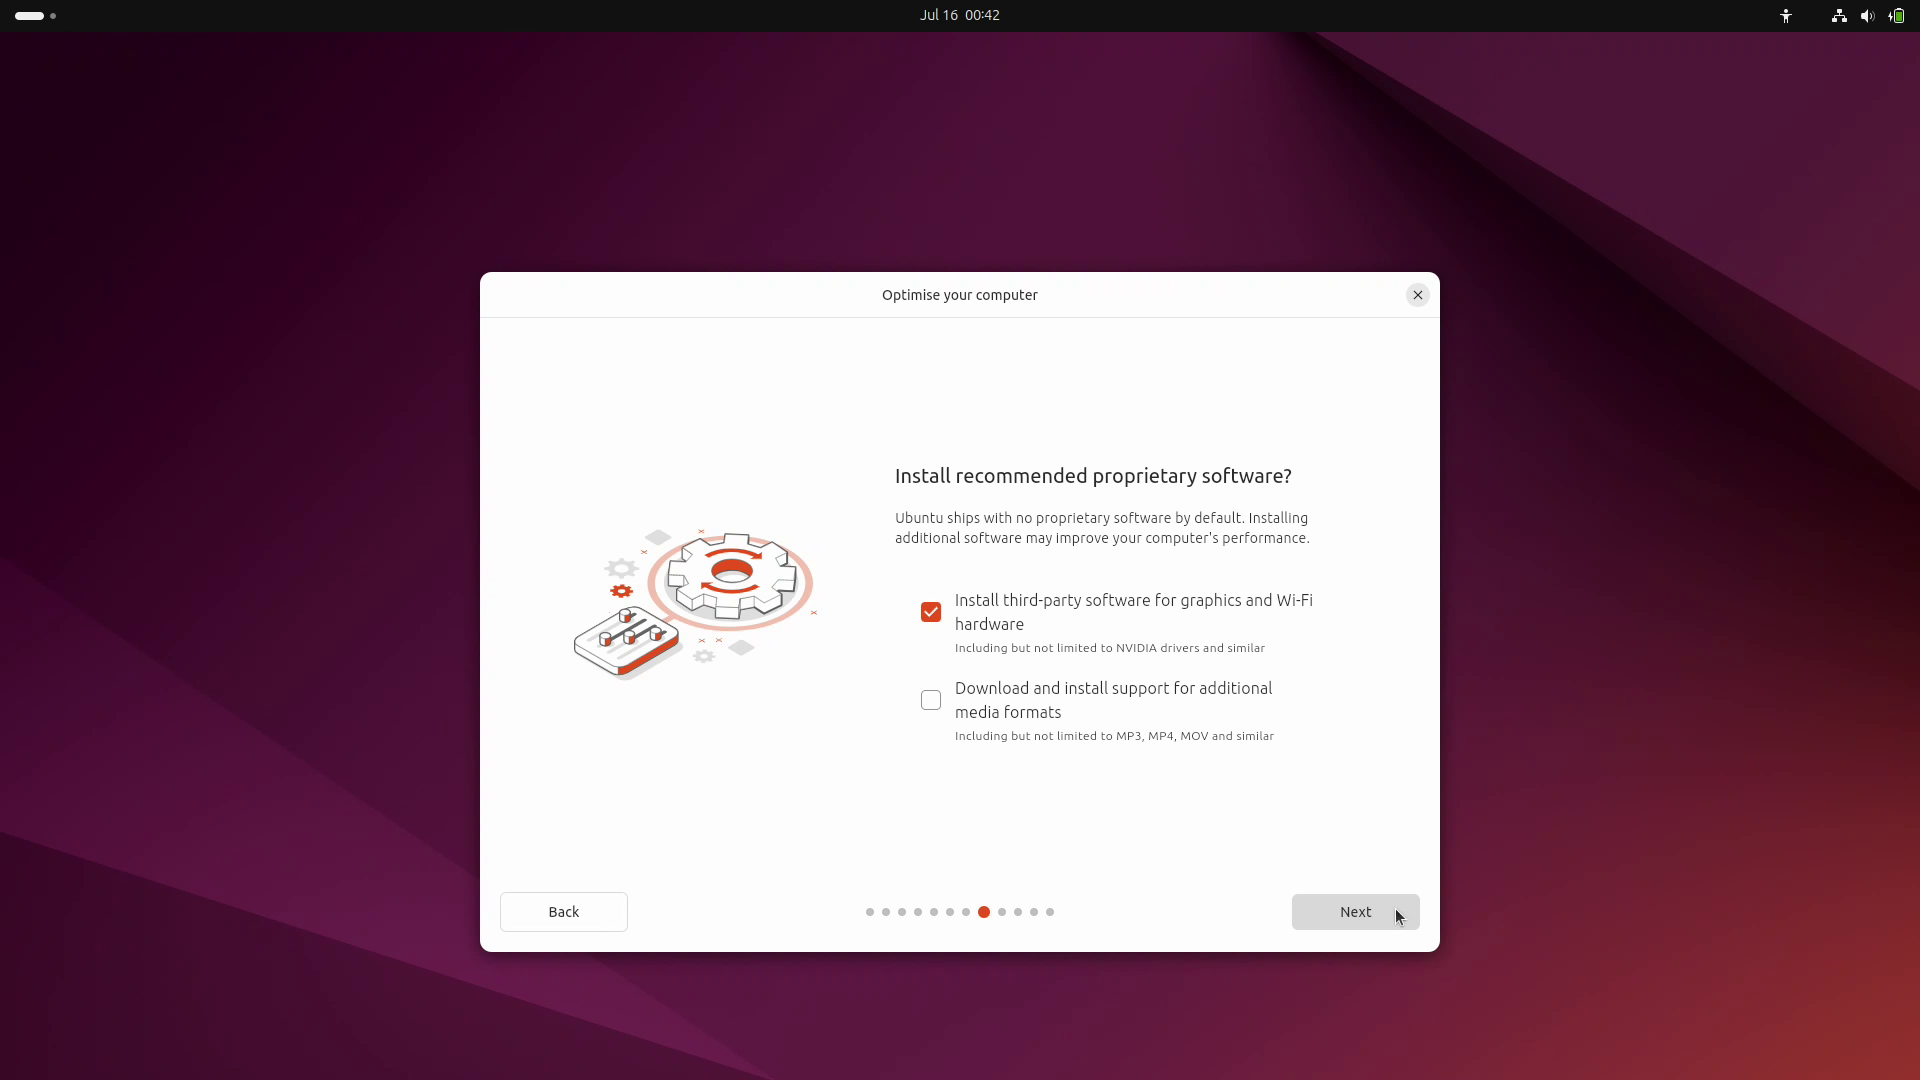 Jul 16 00:42
Optimise your computer
Install recommended proprietary software?
Ubuntu ships with no proprietary software by default. Installing
additional software may improve your computer's performance.
Install third-party software for graphics and Wi-Fi
hardware
Including but not limited to NVIDIA drivers and similar
Download and install support for additional
media formats
Including but not limited to MP3, MP4, MOV and similar
Back
Next